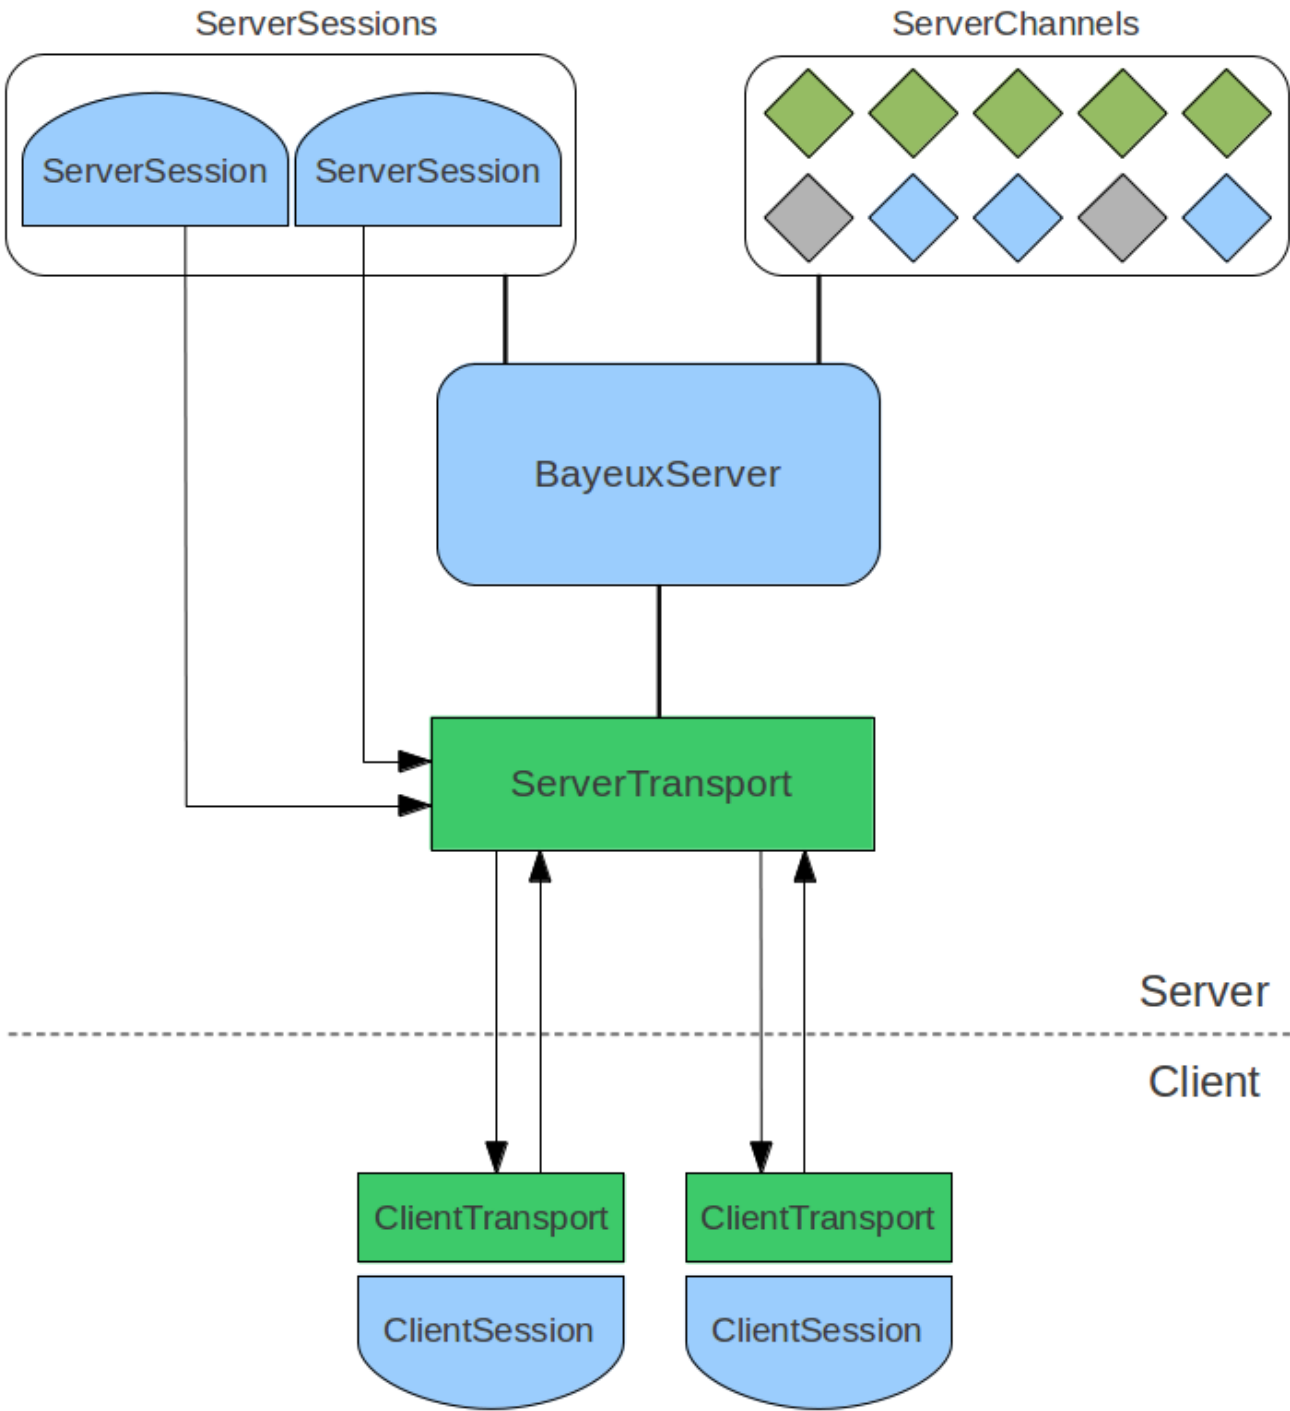 ServerSessions
ServerChannels
ServerSession
ServerSession
BayeuxServer
ServerTransport
Server
Client
ClientTransport
ClientTransport
ClientSession
ClientSession